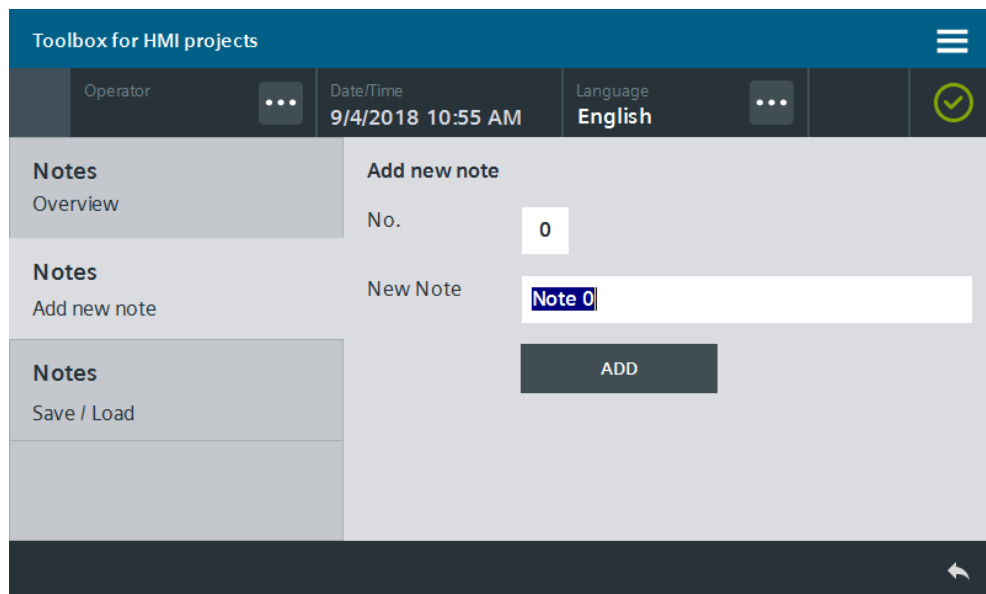 Toolbox for HMI projects
Operator
Date/Time
9/4/2018 10:55 AM
Language
English
Notes
Overview
Notes
Add new note
Notes
Save / Load
Add new note
No.
0
New Note
Note 0
ADD